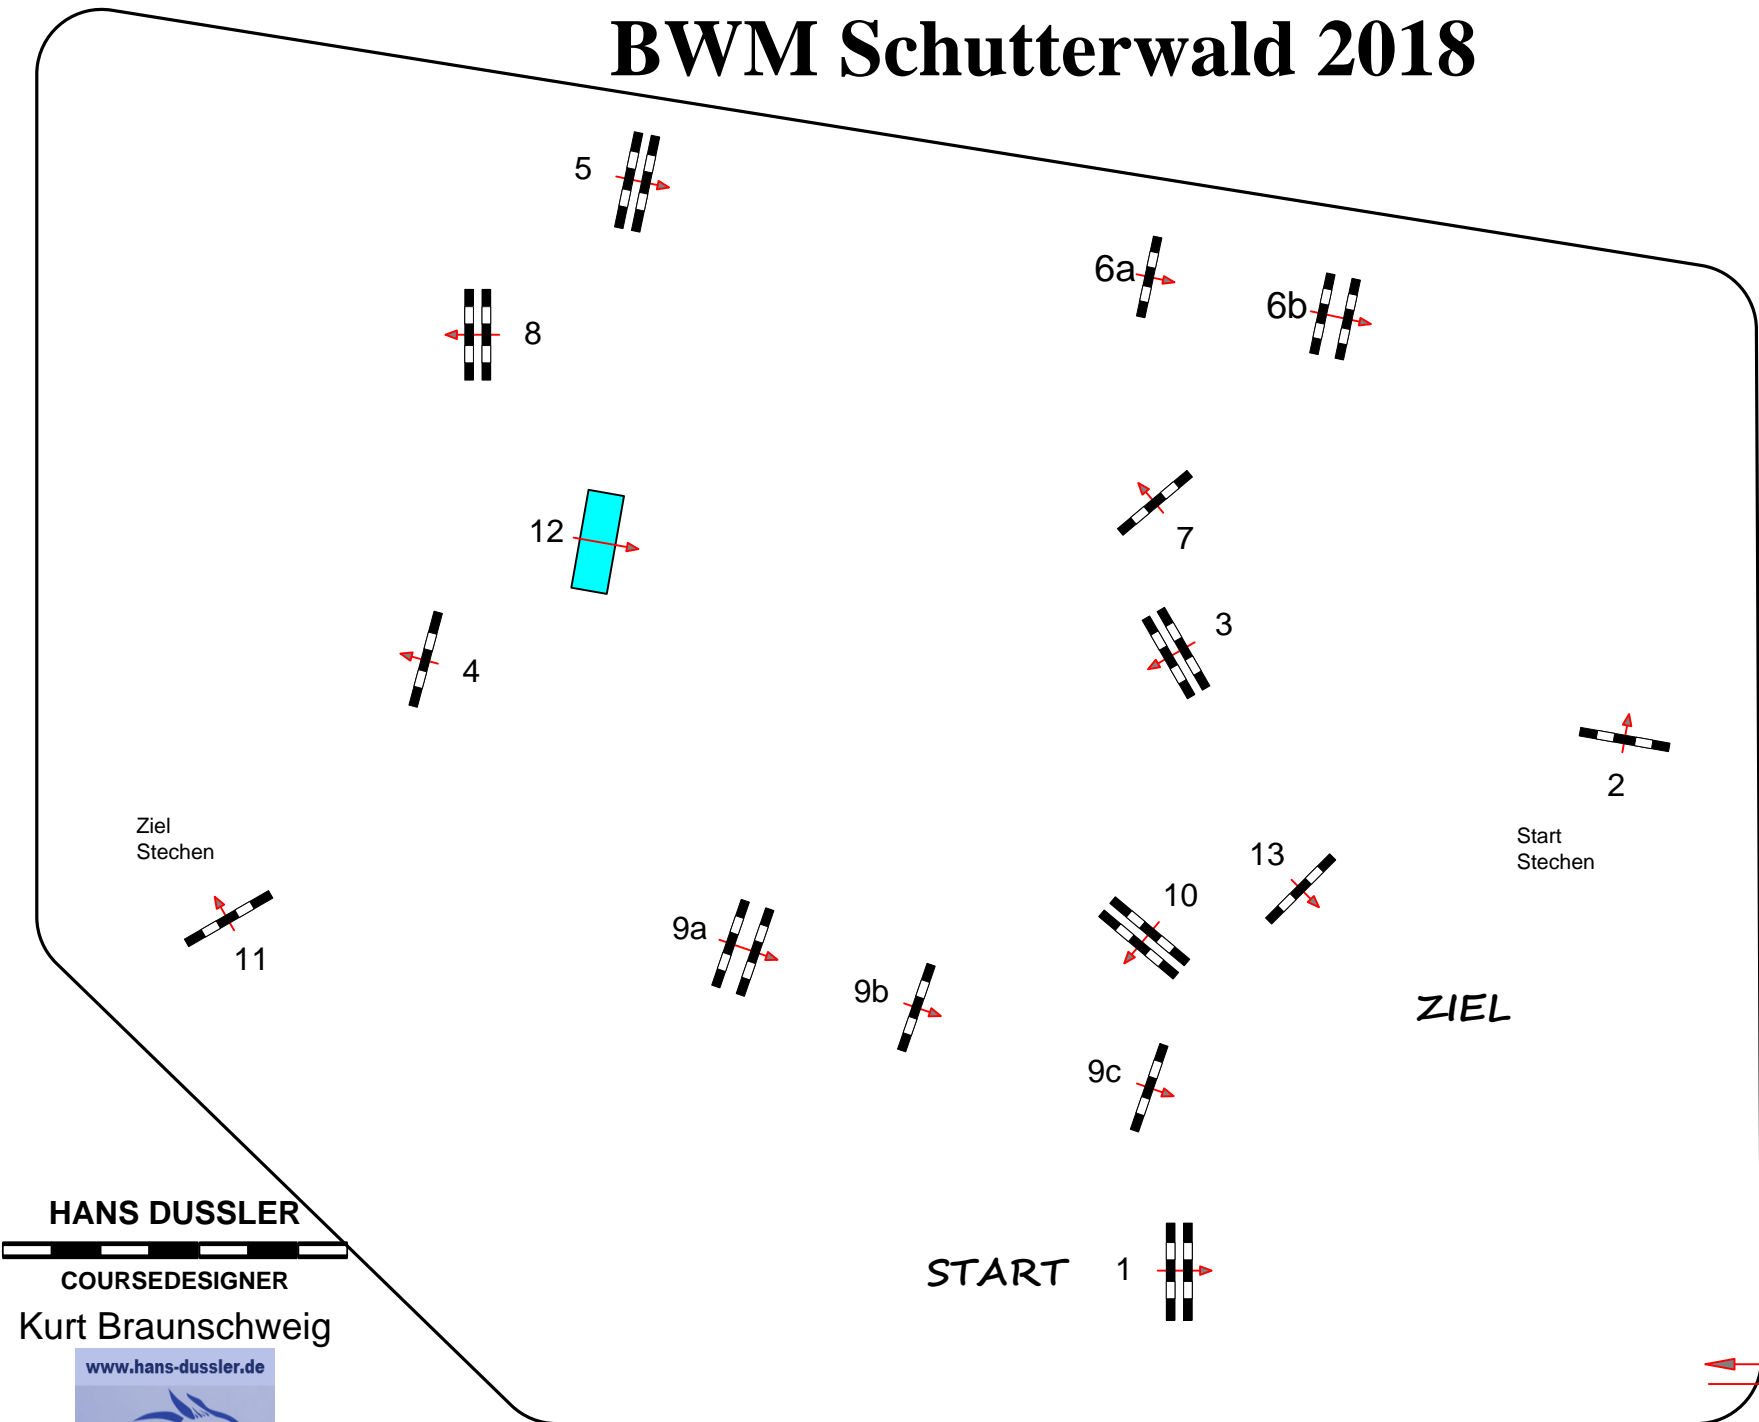 BWM Schutterwald 2018
5
6a
6b
8
12
7
3
4
2
Ziel
Stechen
Start
Stechen
13
10
9a
11
9b
ZIEL
9c
HANS DUSSLER
START
1
COURSEDESIGNER
Kurt Braunschweig
www.hans-dussler.de